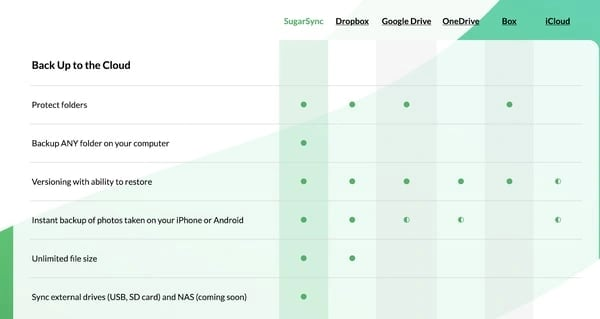 SugarSync Dropbox Google Drive OneDrive Box iCloud
Back Up to the Cloud
Protect folders
Backup ANY folder on your computer
Versioning with ability to restore
Instant backup of photos taken on your iPhone or Android
Unlimited file size
Sync external drives (USB, SD card) and NAS (coming soon)